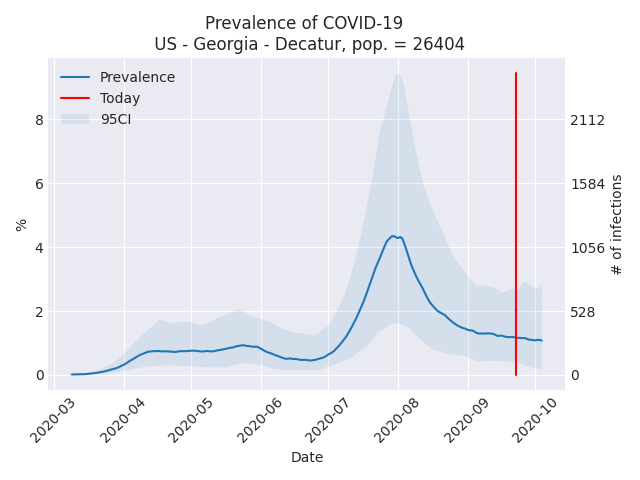 Prevalence of COVID-19
US - Georgia - Decatur, pop. = 26404
Prevalence
Today
95CI
%
8
6
4
2
0
2112
1584
1056
528
0
# of infections
2020-03
2020-04
2020-05
2020-06
2020-07
2020-08
2020-09
2020-10
Date